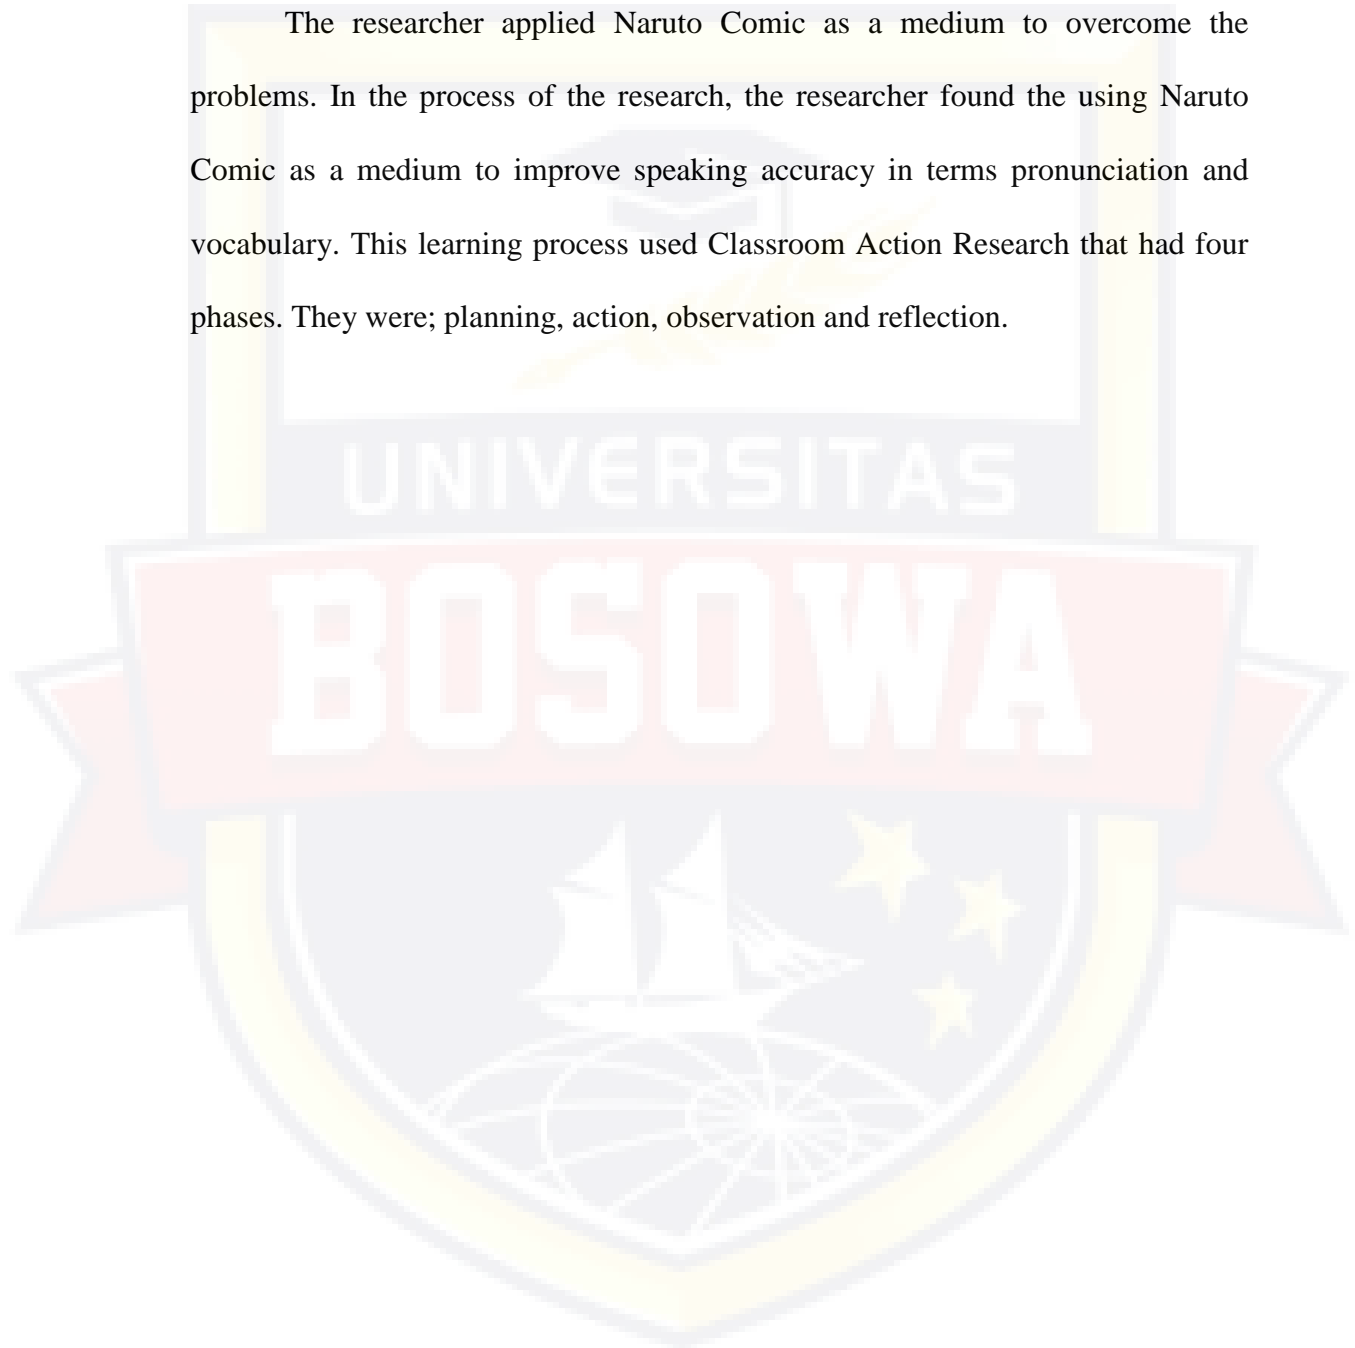 The researcher applied Naruto Comic as a medium to overcome the
problems. In the process of the research, the researcher found the using Naruto
Comic as a medium to improve speaking accuracy in terms pronunciation and
vocabulary. This learning process used Classroom Action Research that had four
phases. They were; planning, action, observation and reflection.
UNIVERSITAS
BOSOWA